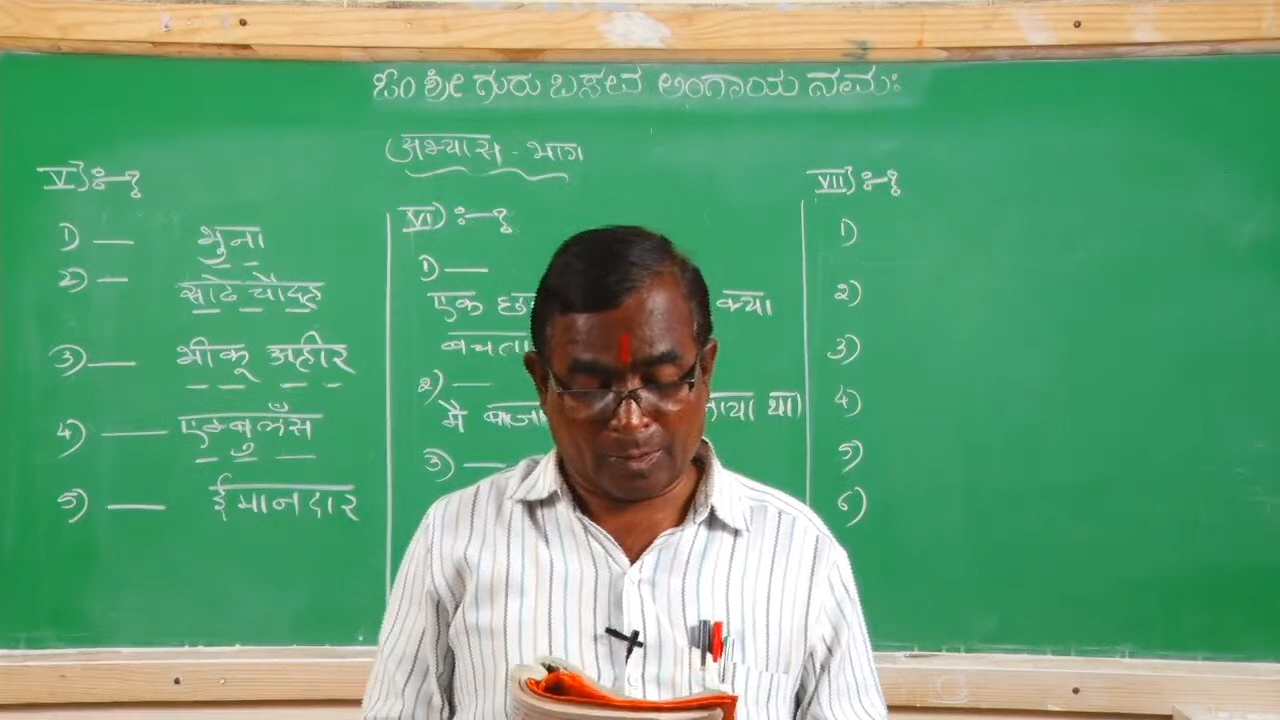 ಓಂ ಶ್ರೀ ಗುರು ಬಸವ ಲಿಂಗಾಯ ನಮಃ
अभ्यास - भाग
V) :-
1) — भुना
2) — साढे चौदह
3) — भीकू अहीर
4) — एम्बुलँस
5) — ईमानदार
VI) :-
1) —
एक क्या
बचता
2) —
मै था)
3) —
VII) :-
1)
2)
3)
4)
5)
6)